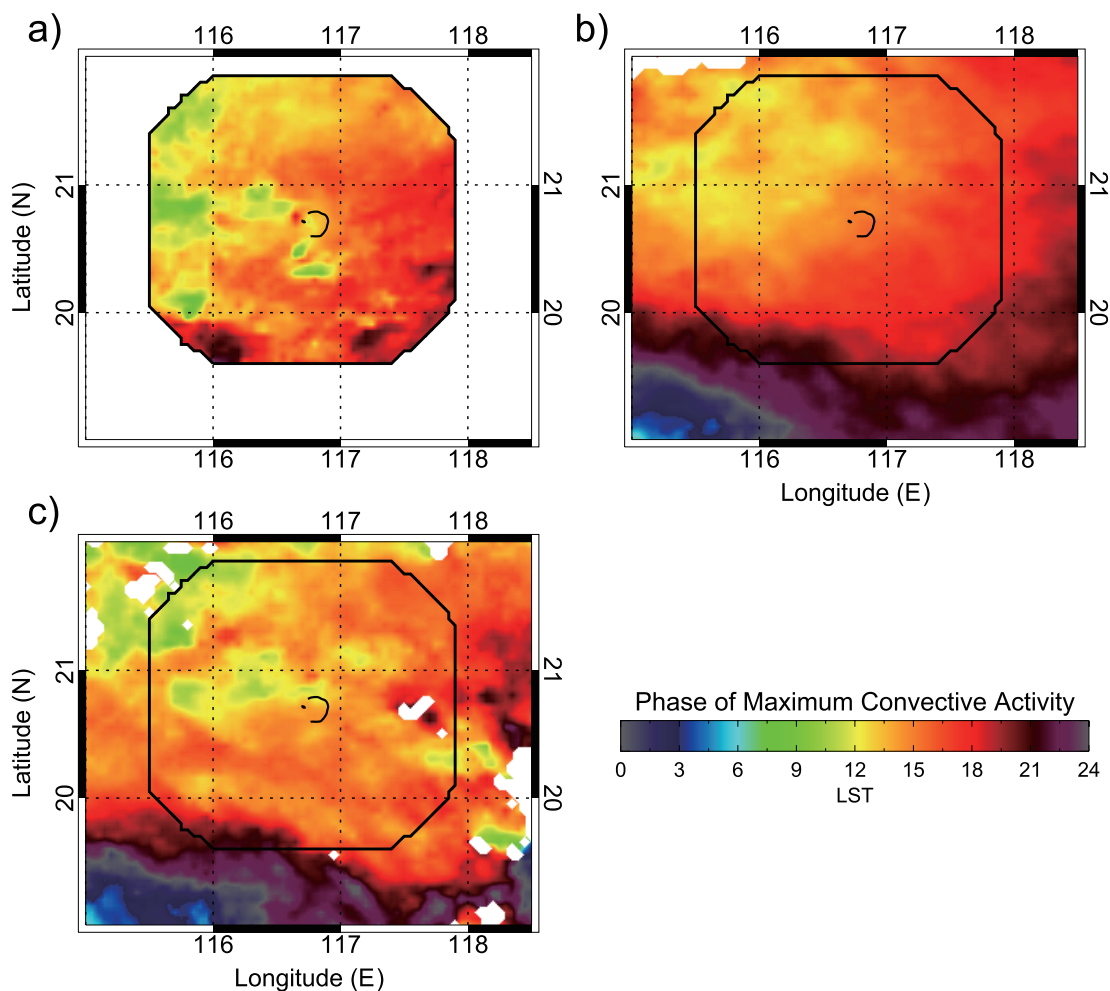 a)
116 117 118
21
20
Latitude (N)
21
20
116 117 118
b)
116 117 118
21
20
21
20
116 117 118
Longitude (E)
c)
116 117 118
21
20
Latitude (N)
21
20
116 117 118
Longitude (E)
Phase of Maximum Convective Activity
0 3 6 9 12 15 18 21 24
LST